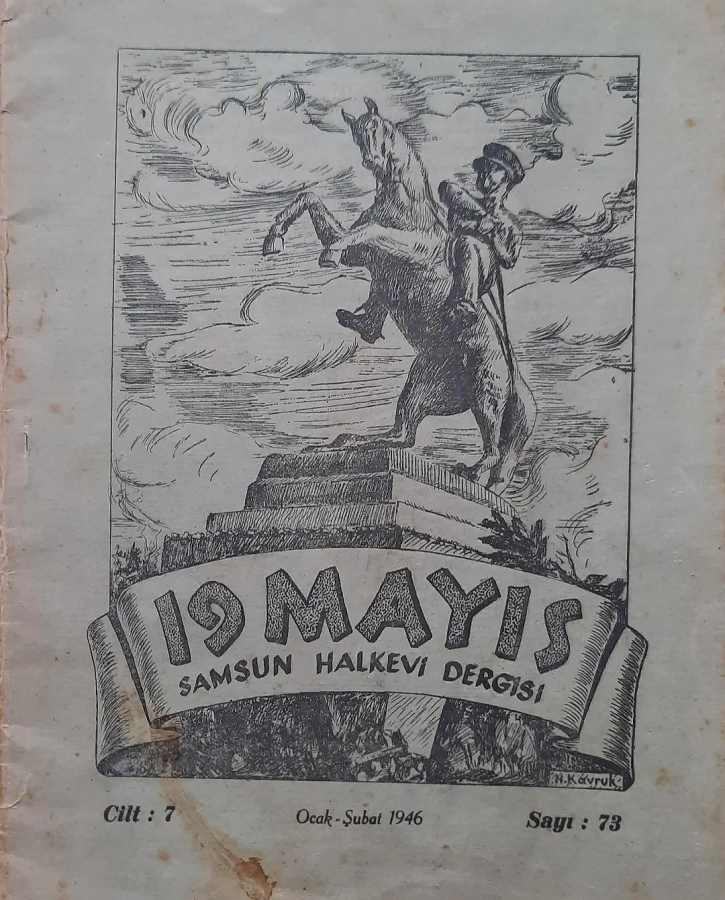 19 MAYIS
SAMSUN HALKEVİ DERGİSİ
N. Kavruk
Cilt : 7
Ocak - Şubat 1946
Sayı : 73